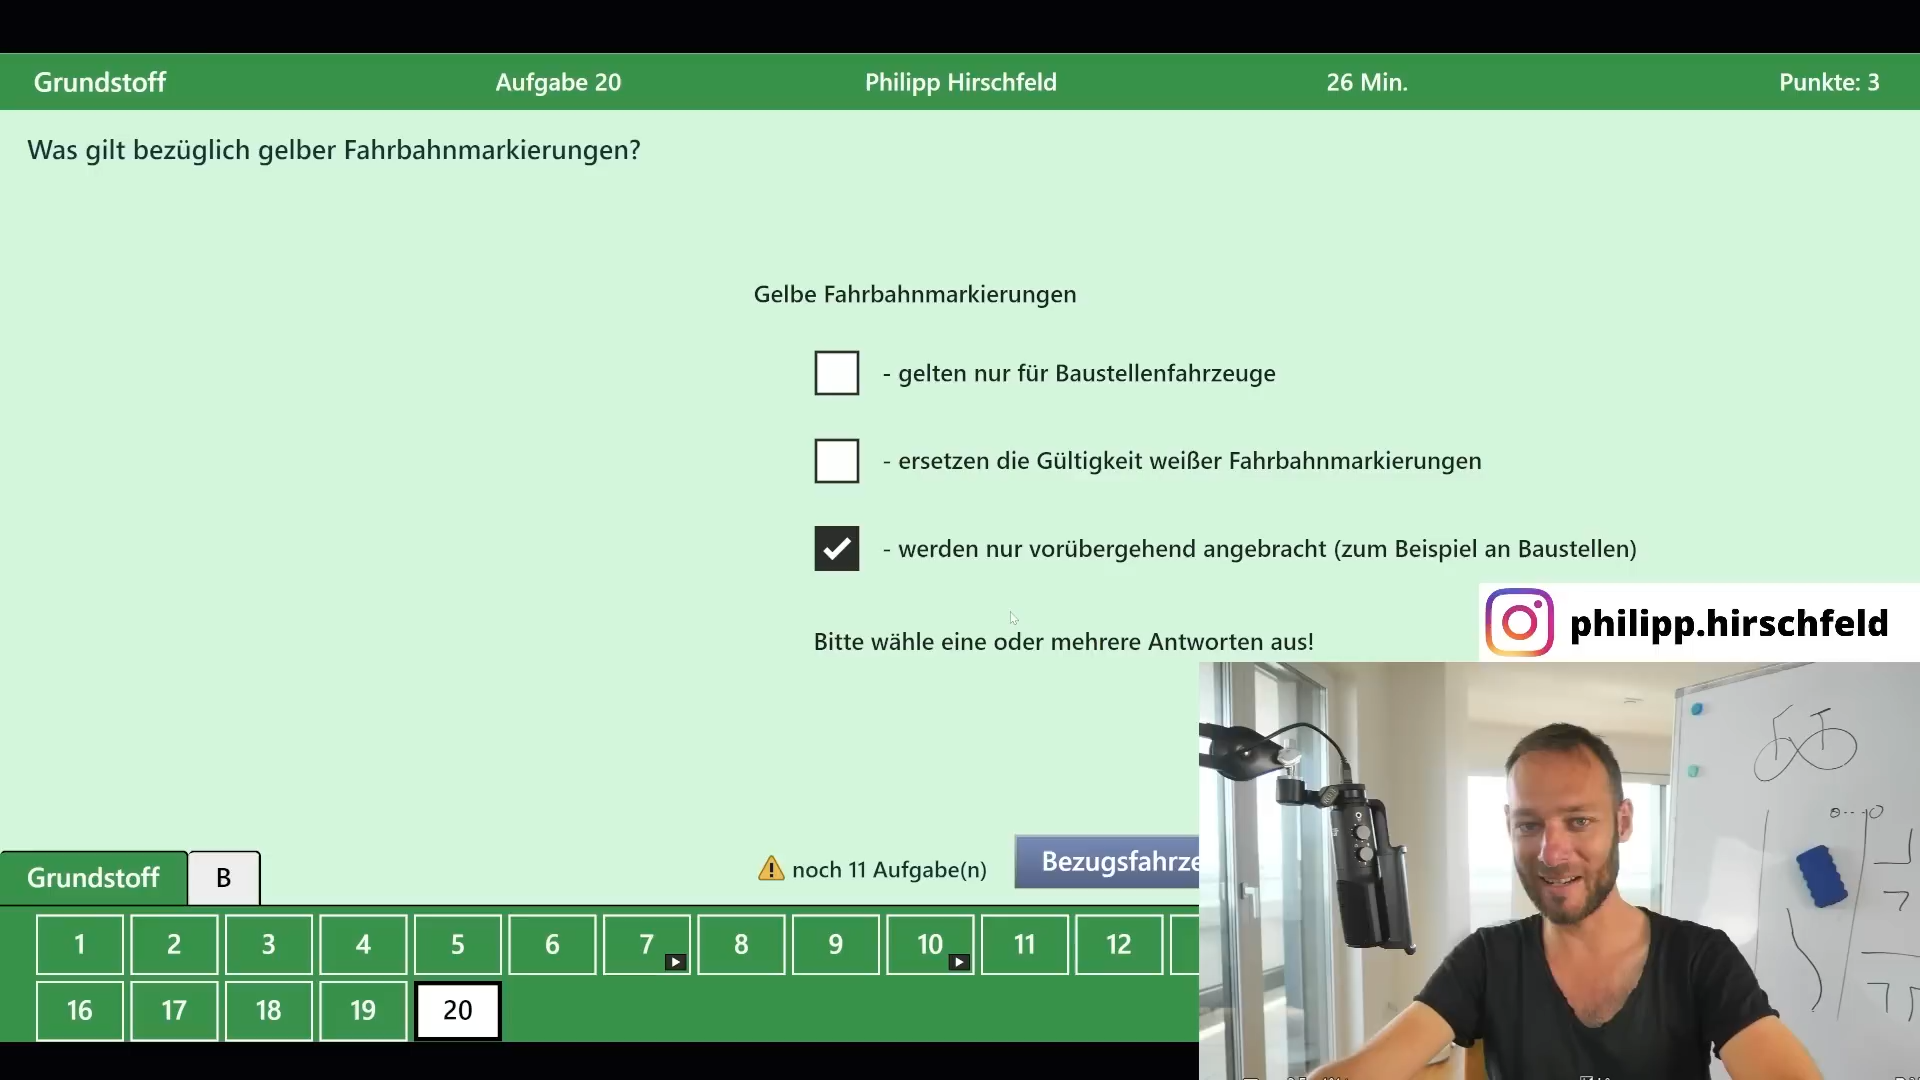 Grundstoff Aufgabe 20 Philipp Hirschfeld 26 Min. Punkte: 3
Was gilt bezüglich gelber Fahrbahnmarkierungen?
Gelbe Fahrbahnmarkierungen
- gelten nur für Baustellenfahrzeuge
- ersetzen die Gültigkeit weißer Fahrbahnmarkierungen
- werden nur vorübergehend angebracht (zum Beispiel an Baustellen)
philipp.hirschfeld
Bitte wähle eine oder mehrere Antworten aus!
Grundstoff B noch 11 Aufgabe(n)
1 2 3 4 5 6 7 8 9 10 11 12
16 17 18 19 20